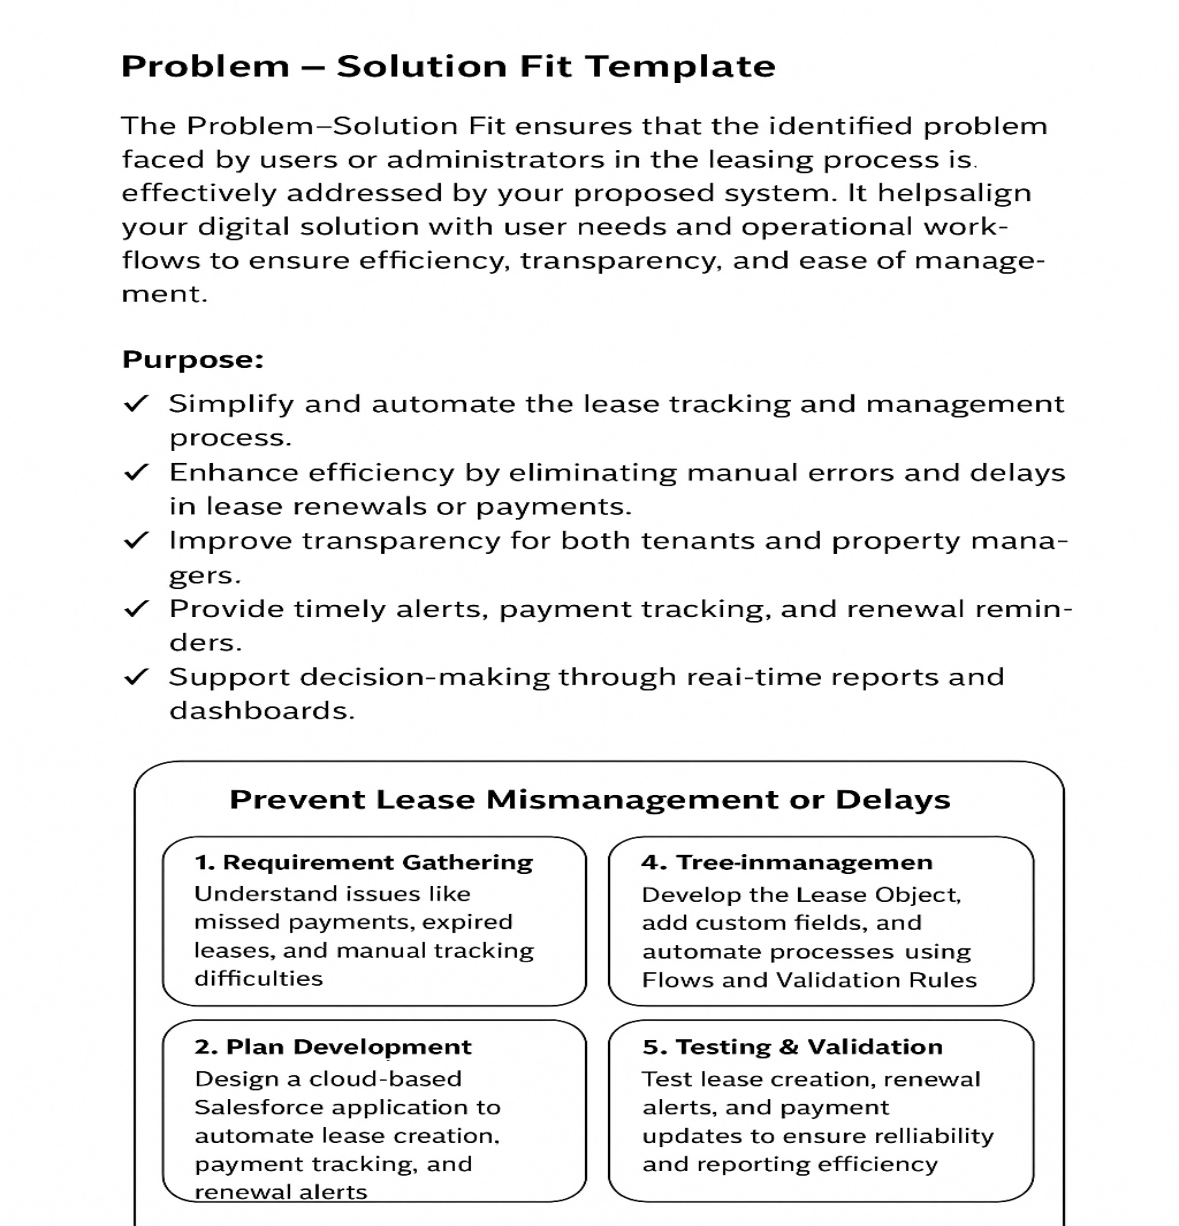 Problem – Solution Fit Template
The Problem–Solution Fit ensures that the identified problem
faced by users or administrators in the leasing process is.
effectively addressed by your proposed system. It helpsalign
your digital solution with user needs and operational work-
flows to ensure efficiency, transparency, and ease of manage-
ment.
Purpose:
✓ Simplify and automate the lease tracking and management
process.
✓ Enhance efficiency by eliminating manual errors and delays
in lease renewals or payments.
✓ Improve transparency for both tenants and property mana-
gers.
✓ Provide timely alerts, payment tracking, and renewal remin-
ders.
✓ Support decision-making through reai-time reports and
dashboards.
Prevent Lease Mismanagement or Delays
1. Requirement Gathering
Understand issues like
missed payments, expired
leases, and manual tracking
difficulties
4. Tree-inmanagemen
Develop the Lease Object,
add custom fields, and
automate processes using
Flows and Validation Rules
2. Plan Development
Design a cloud-based
Salesforce application to
automate lease creation.
payment tracking, and
renewal alerts
5. Testing & Validation
Test lease creation, renewal
alerts, and payment
updates to ensure relliability
and reporting efficiency